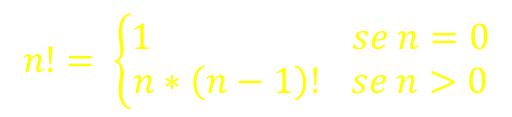 n! = { 1 se n = 0
n * (n − 1)! se n > 0